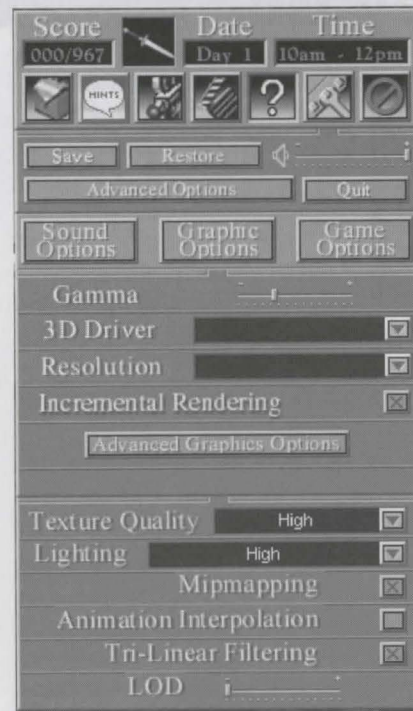 Score Date Time
000/967 Day 1 10am - 12pm
HINTS ?
Save Restore
Advanced Options Quit
Sound Options Graphic Options Game Options
Gamma
3D Driver
Resolution
Incremental Rendering
Advanced Graphics Options
Texture Quality High
Lighting High
Mipmapping
Animation Interpolation
Tri-Linear Filtering
LOD